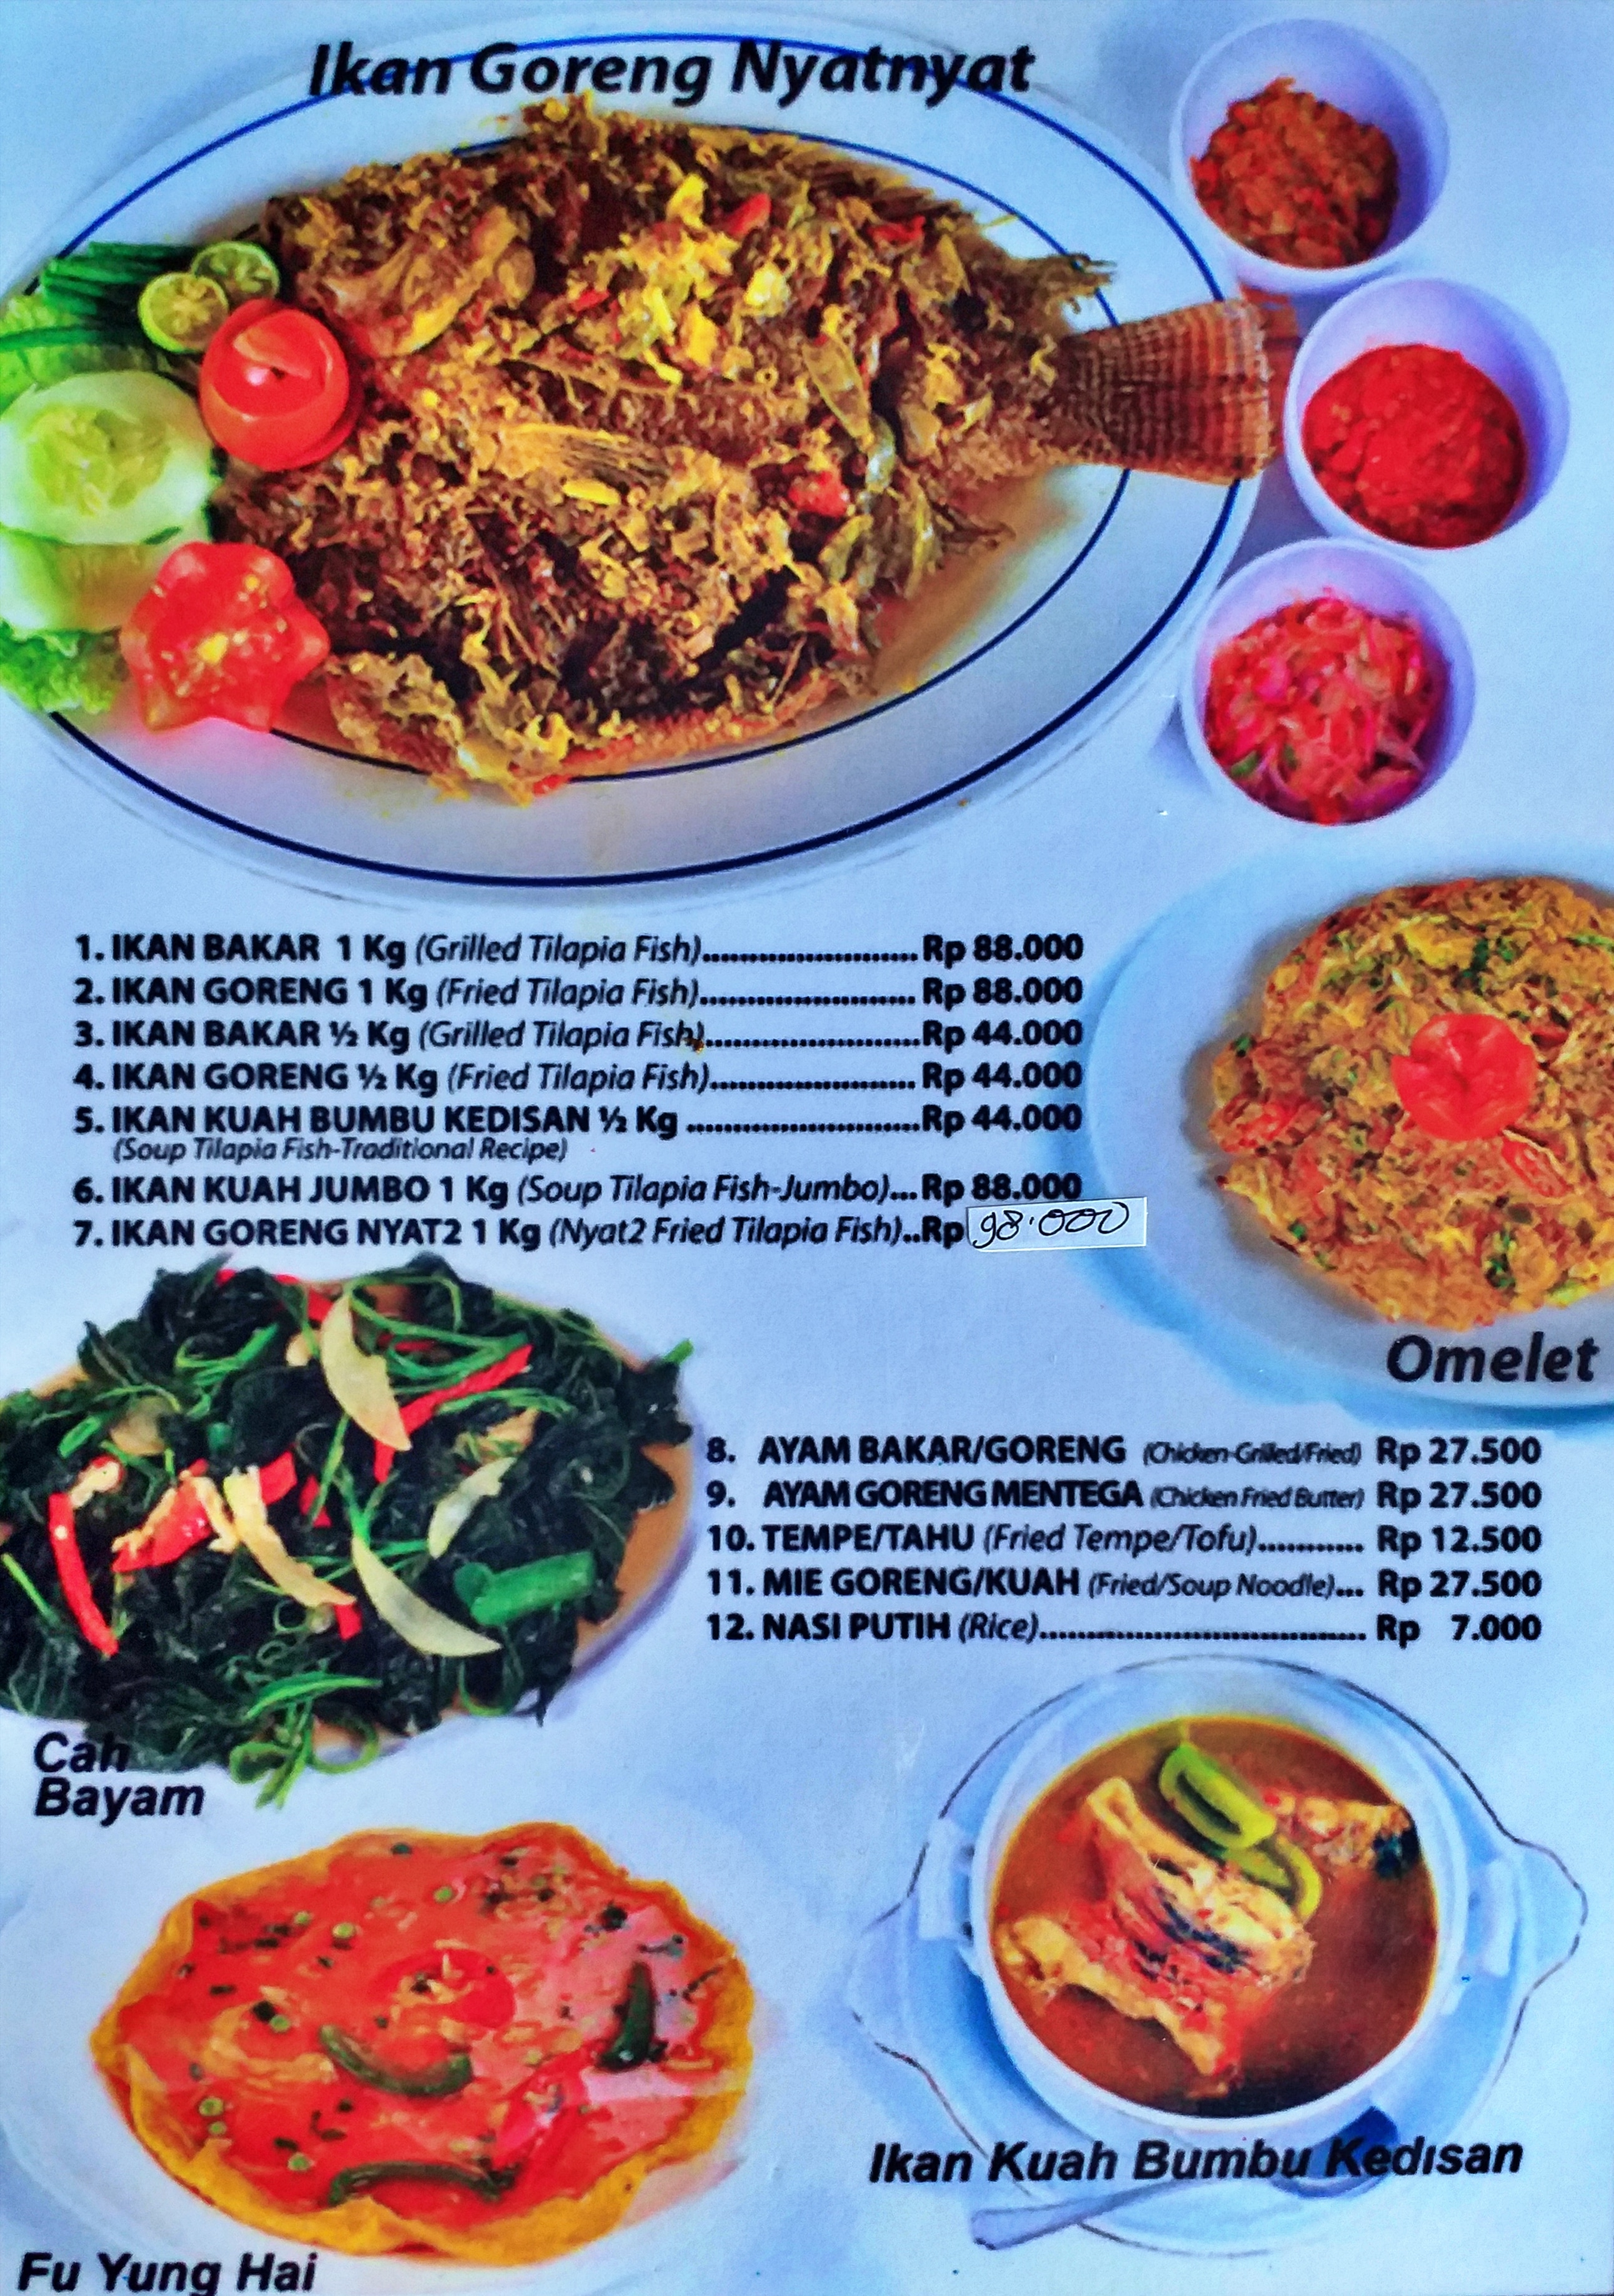 Ikan Goreng Nyatnyat
1. IKAN BAKAR 1 Kg (Grilled Tilapia Fish)........................Rp 88.000
2. IKAN GORENG 1 Kg (Fried Tilapia Fish)........................ Rp 88.000
3. IKAN BAKAR ½ Kg (Grilled Tilapia Fish)........................Rp 44.000
4. IKAN GORENG ½ Kg (Fried Tilapia Fish)....................... Rp 44.000
5. IKAN KUAH BUMBU KEDISAN ½ Kg ..........................Rp 44.000
(Soup Tilapia Fish-Traditional Recipe)
6. IKAN KUAH JUMBO 1 Kg (Soup Tilapia Fish-Jumbo)...Rp 88.000
7. IKAN GORENG NYAT2 1 Kg (Nyat2 Fried Tilapia Fish)..Rp 98.000
Omelet
8. AYAM BAKAR/GORENG (Chicken-Grilled/Fried) Rp 27.500
9. AYAM GORENG MENTEGA (Chicken Fried Butter) Rp 27.500
10. TEMPE/TAHU (Fried Tempe/Tofu)............ Rp 12.500
11. MIE GORENG/KUAH (Fried/Soup Noodle)... Rp 27.500
12. NASI PUTIH (Rice).................................... Rp 7.000
Cah
Bayam
Ikan Kuah Bumbu Kedisan
Fu Yung Hai